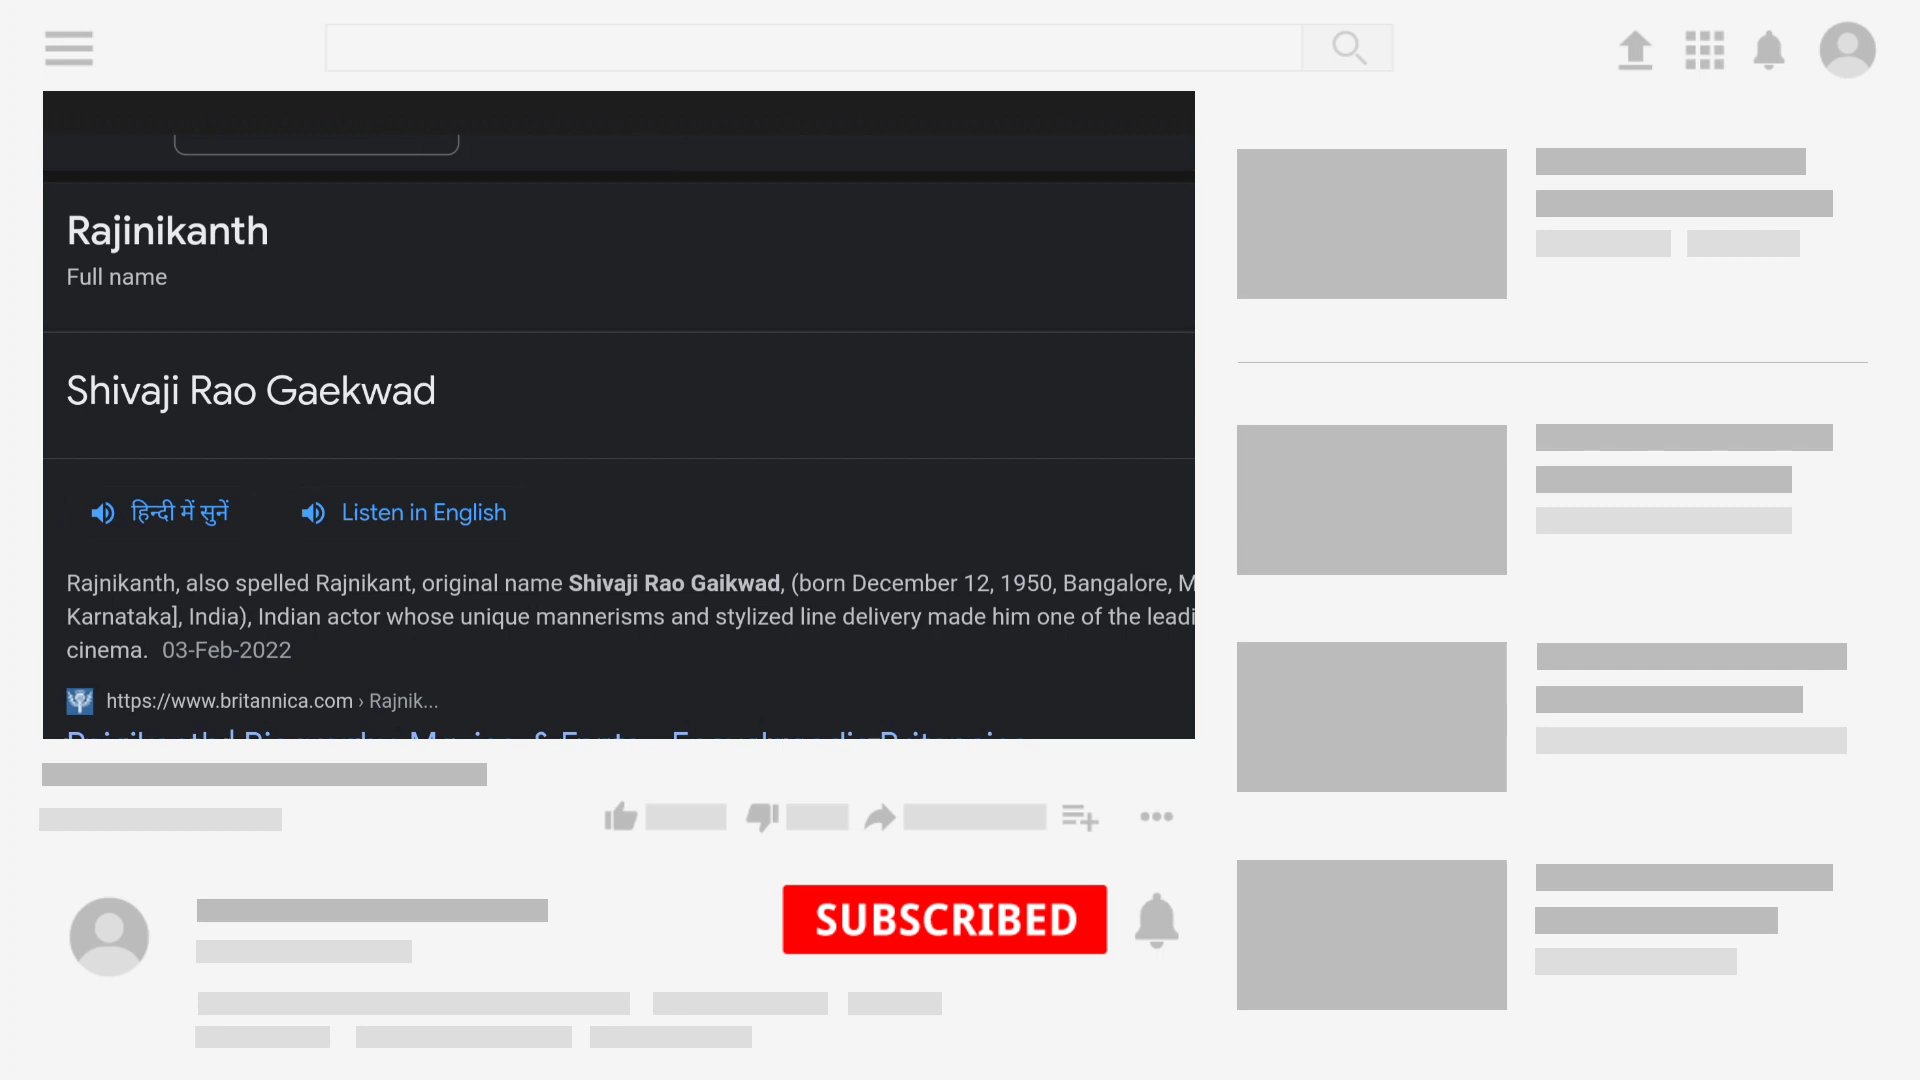 Rajinikanth
Full name
Shivaji Rao Gaekwad
हिन्दी में सुनें Listen in English
Rajnikanth, also spelled Rajnikant, original name Shivaji Rao Gaikwad, (born December 12, 1950, Bangalore, M
Karnataka], India), Indian actor whose unique mannerisms and stylized line delivery made him one of the leadi
cinema. 03-Feb-2022
https://www.britannica.com › Rajnik...
SUBSCRIBED